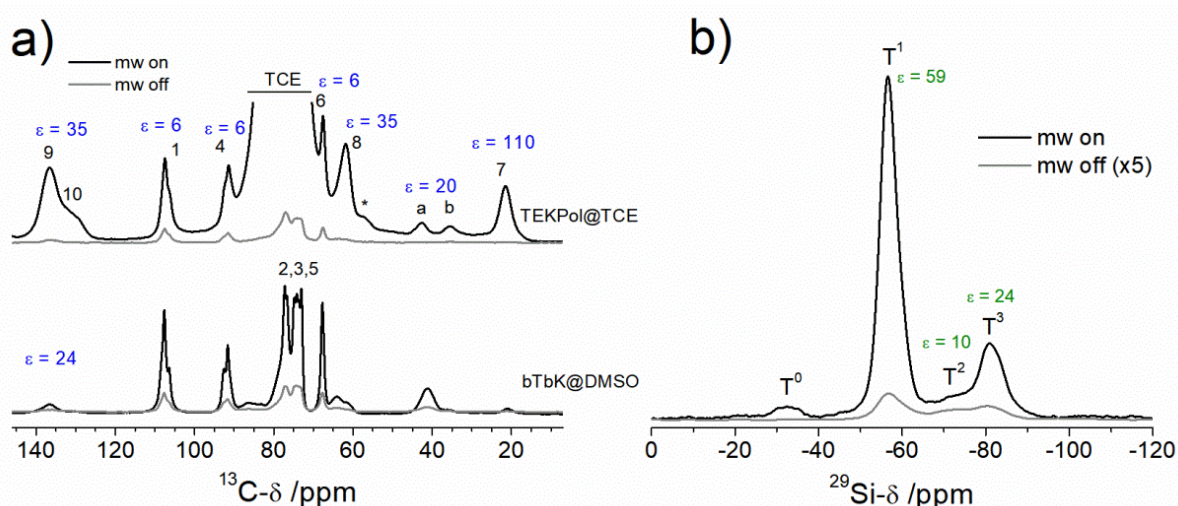 a)
mw on
mw off
TCE
ε = 6
6
ε = 35
ε = 6
ε = 6
ε = 35
8
ε = 110
9
1
4
7
10
ε = 20
*
a
b
TEKPol@TCE
2,3,5
ε = 24
bTbK@DMSO
140 120 100 80 60 40 20
¹³C-δ /ppm
b)
T¹
ε = 59
mw on
mw off (x5)
ε = 24
T³
ε = 10
T²
T⁰
0 -20 -40 -60 -80 -100 -120
²⁹Si-δ /ppm